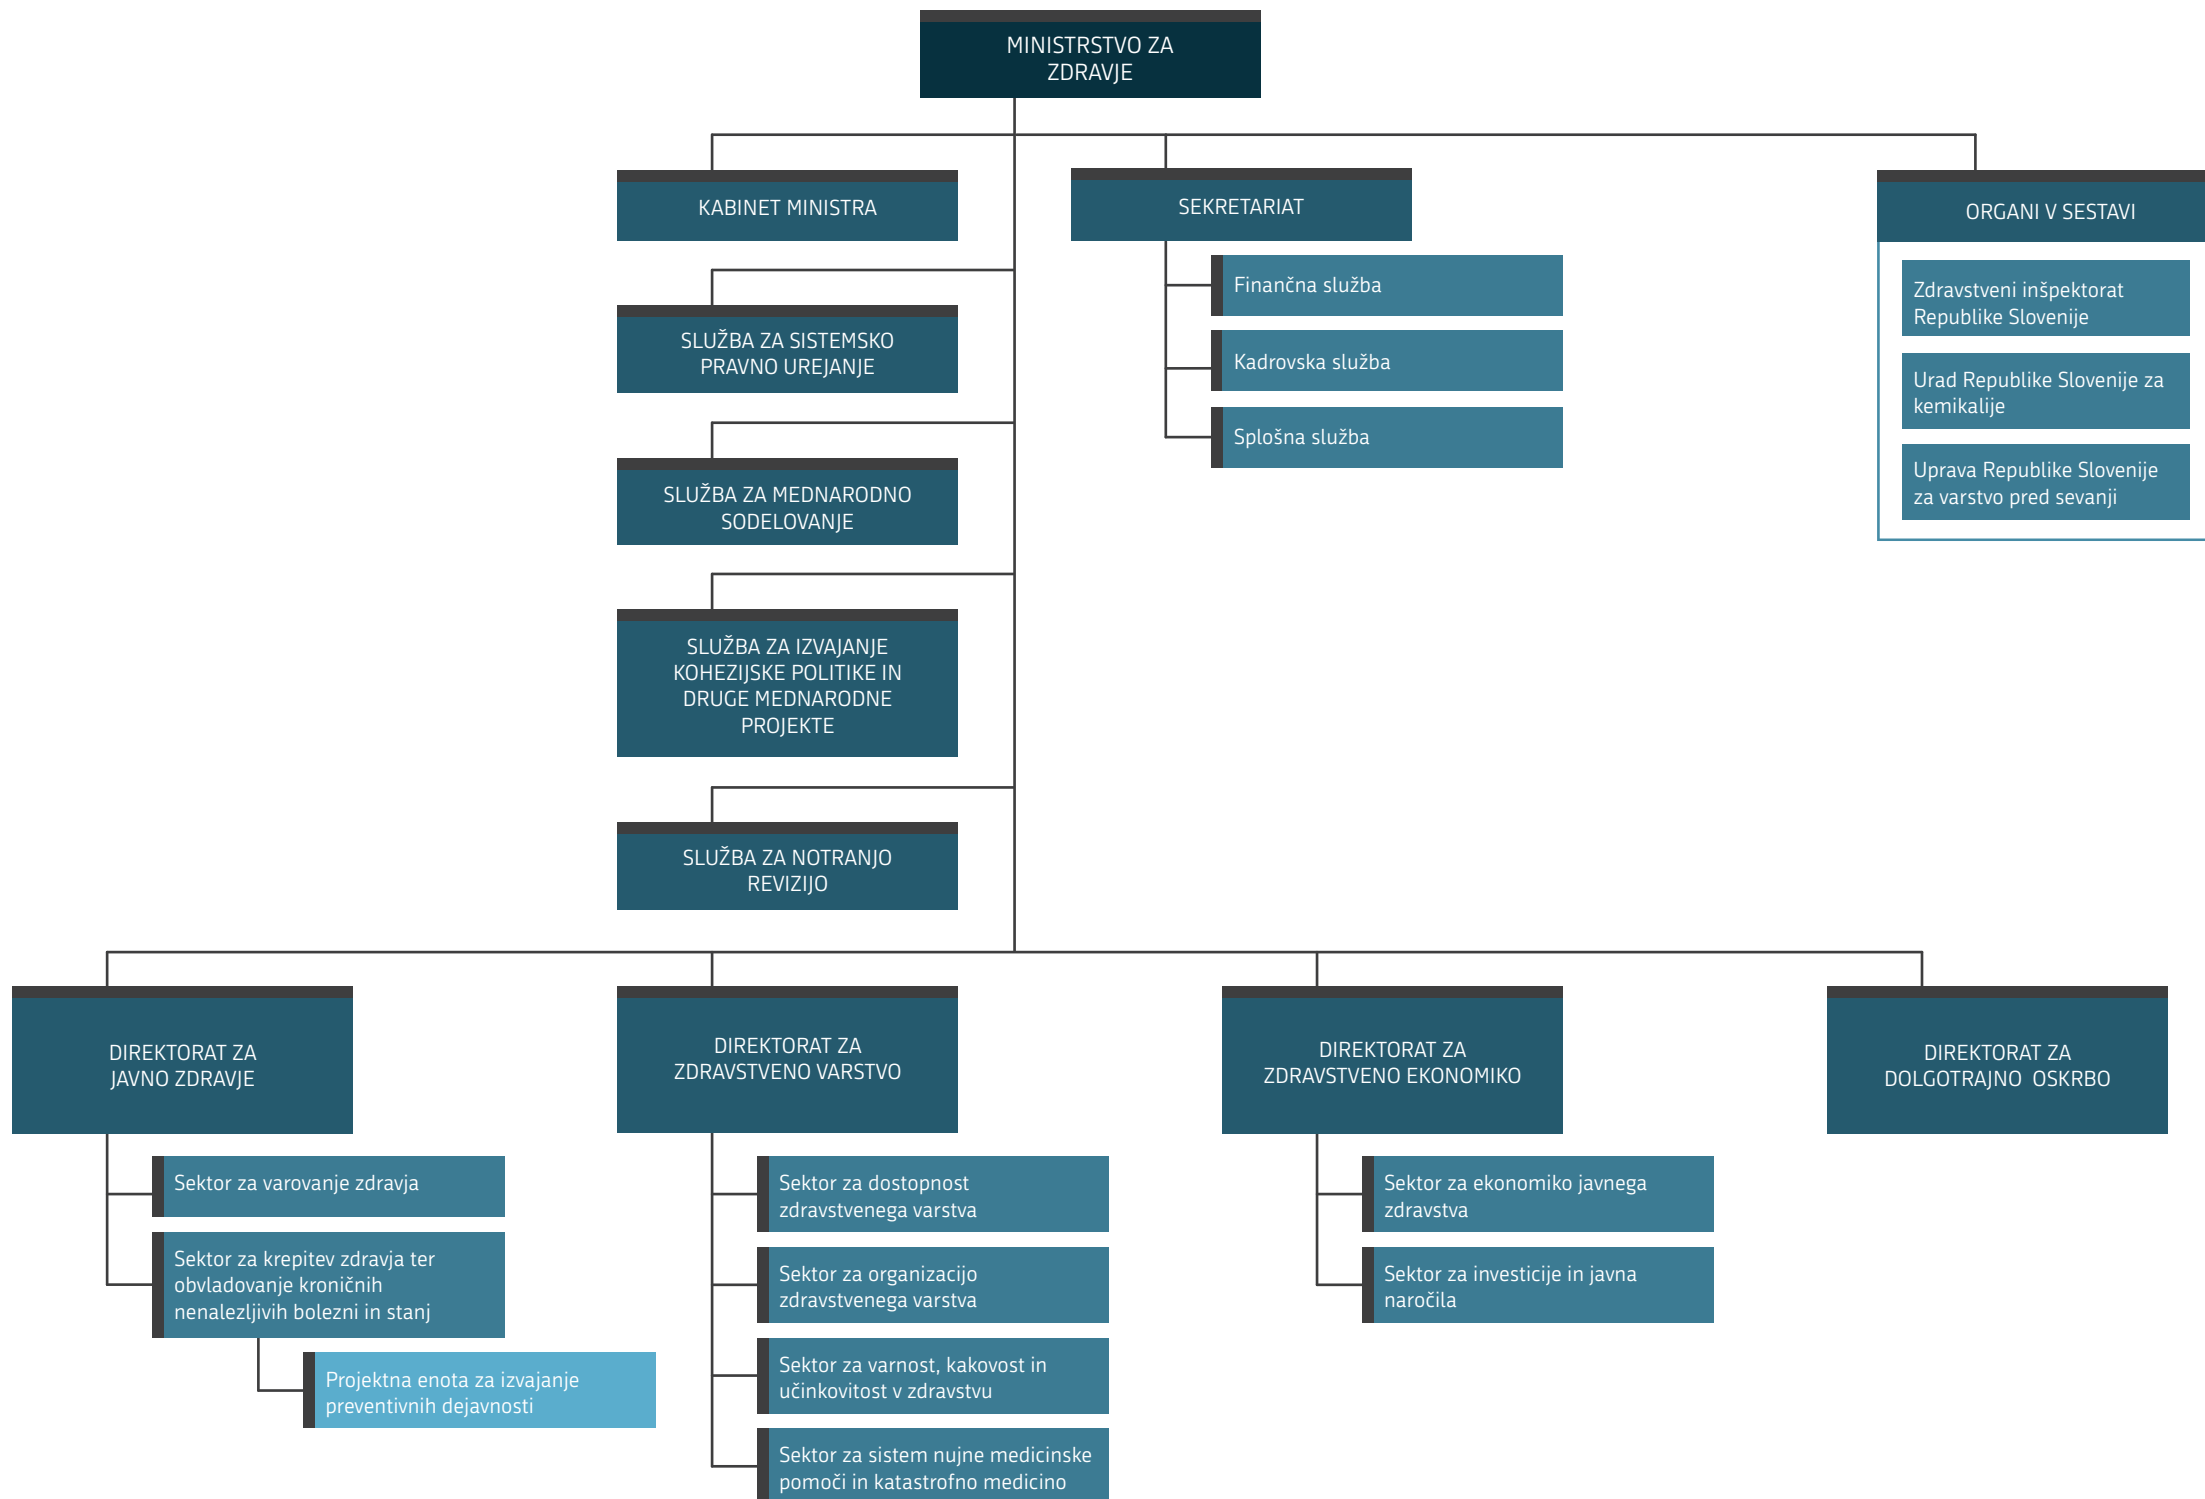 MINISTRSTVO ZA
ZDRAVJE
KABINET MINISTRA
SEKRETARIAT
ORGANI V SESTAVI
Finančna služba
Kadrovska služba
Splošna služba
Zdravstveni inšpektorat
Republike Slovenije
Urad Republike Slovenije za
kemikalije
Uprava Republike Slovenije
za varstvo pred sevanji
SLUŽBA ZA SISTEMSKO
PRAVNO UREJANJE
SLUŽBA ZA MEDNARODNO
SODELOVANJE
SLUŽBA ZA IZVAJANJE
KOHEZIJSKE POLITIKE IN
DRUGE MEDNARODNE
PROJEKTE
SLUŽBA ZA NOTRANJO
REVIZIJO
DIREKTORAT ZA
JAVNO ZDRAVJE
Sektor za varovanje zdravja
Sektor za krepitev zdravja ter
obvladovanje kroničnih
nenalezljivih bolezni in stanj
Projektna enota za izvajanje
preventivnih dejavnosti
DIREKTORAT ZA
ZDRAVSTVENO VARSTVO
Sektor za dostopnost
zdravstvenega varstva
Sektor za organizacijo
zdravstvenega varstva
Sektor za varnost, kakovost in
učinkovitost v zdravstvu
Sektor za sistem nujne medicinske
pomoči in katastrofno medicino
DIREKTORAT ZA
ZDRAVSTVENO EKONOMIKO
Sektor za ekonomiko javnega
zdravstva
Sektor za investicije in javna
naročila
DIREKTORAT ZA
DOLGOTRAJNO  OSKRBO